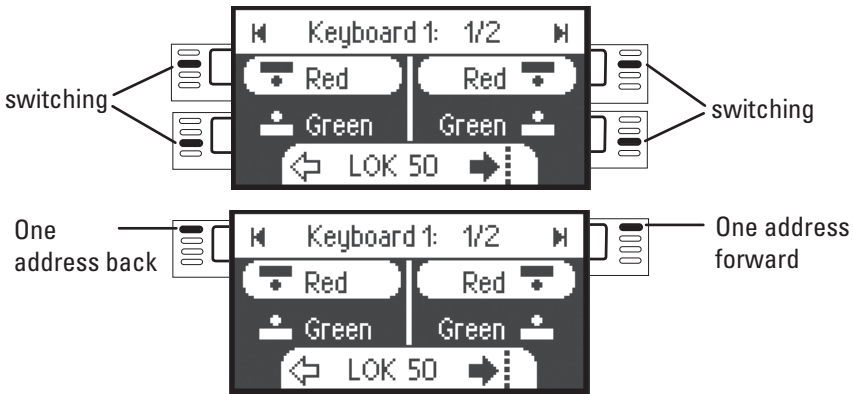 Keyboard 1: 1/2
switching
Red Red
switching
Green Green
LOK 50
One
address back
Keyboard 1: 1/2
One address
forward
Red Red
Green Green
LOK 50